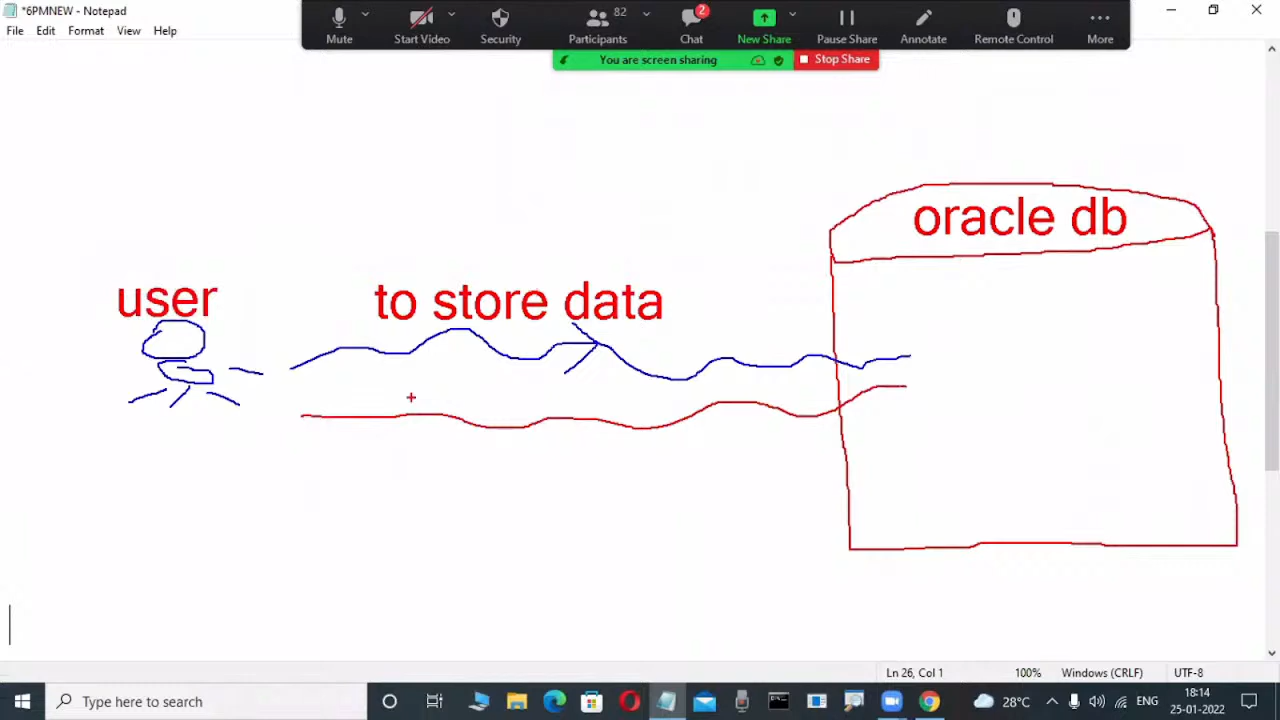 *6PMNEW - Notepad
File Edit Format View Help
Mute Start Video Security Participants 82 Chat 2 New Share Pause Share Annotate Remote Control More
You are screen sharing Stop Share
oracle db
user to store data
Ln 26, Col 1 100% Windows (CRLF) UTF-8
Type here to search
28°C ENG 18:14
25-01-2022